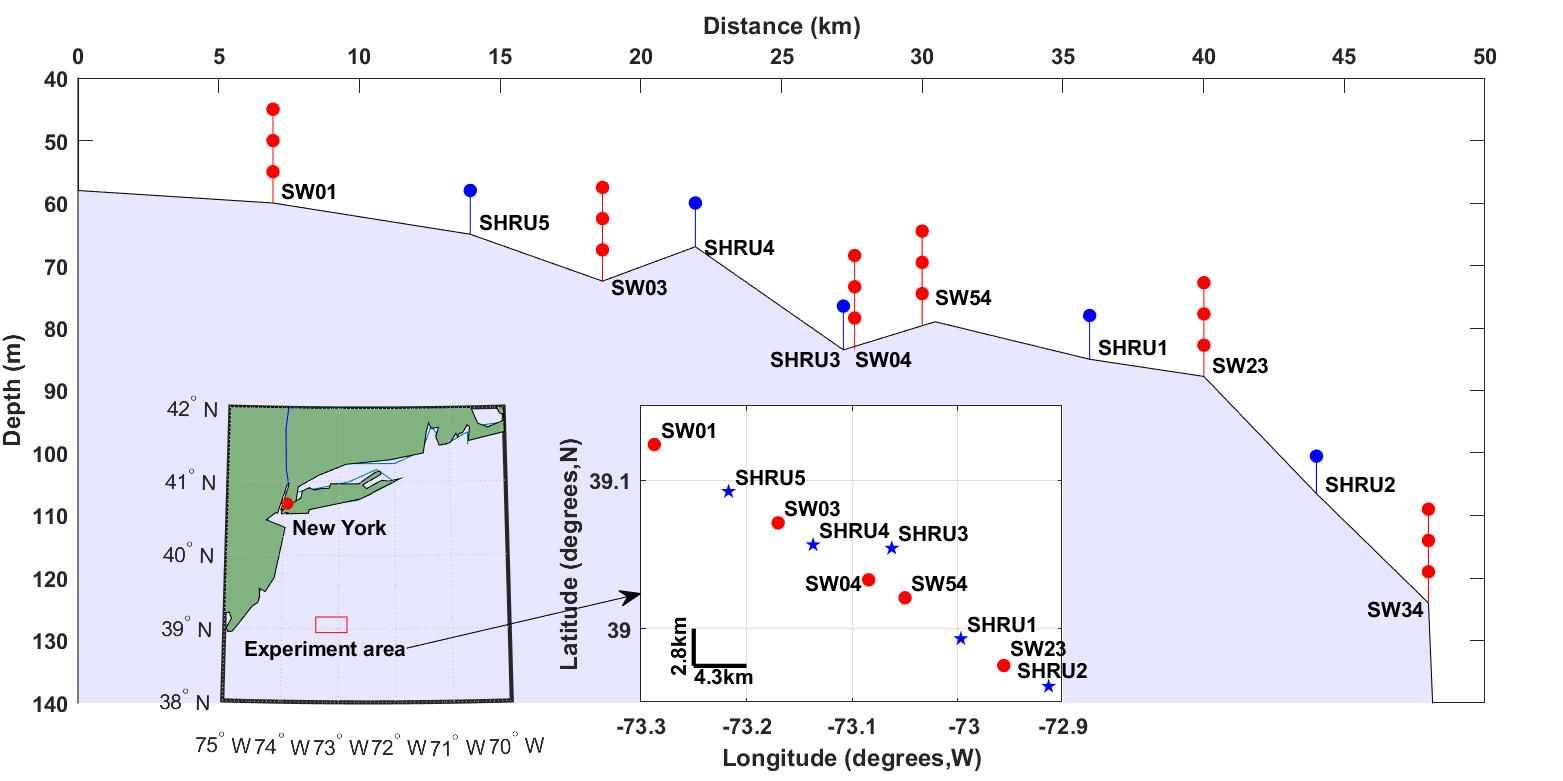 Distance (km)
0 5 10 15 20 25 30 35 40 45 50
Depth (m)
40
50
60
70
80
90
100
110
120
130
140
SW01
SHRU5
SW03
SHRU4
SHRU3
SW04
SW54
SHRU1
SW23
SHRU2
SW34
42° N
41° N
40° N
39° N
38° N
75° W 74° W 73° W 72° W 71° W 70° W
New York
Experiment area
Latitude (degrees,N)
39.1
39
SW01
SHRU5
SW03
SHRU4
SHRU3
SW04
SW54
SHRU1
SW23
SHRU2
2.8km
4.3km
-73.3 -73.2 -73.1 -73 -72.9
Longitude (degrees,W)